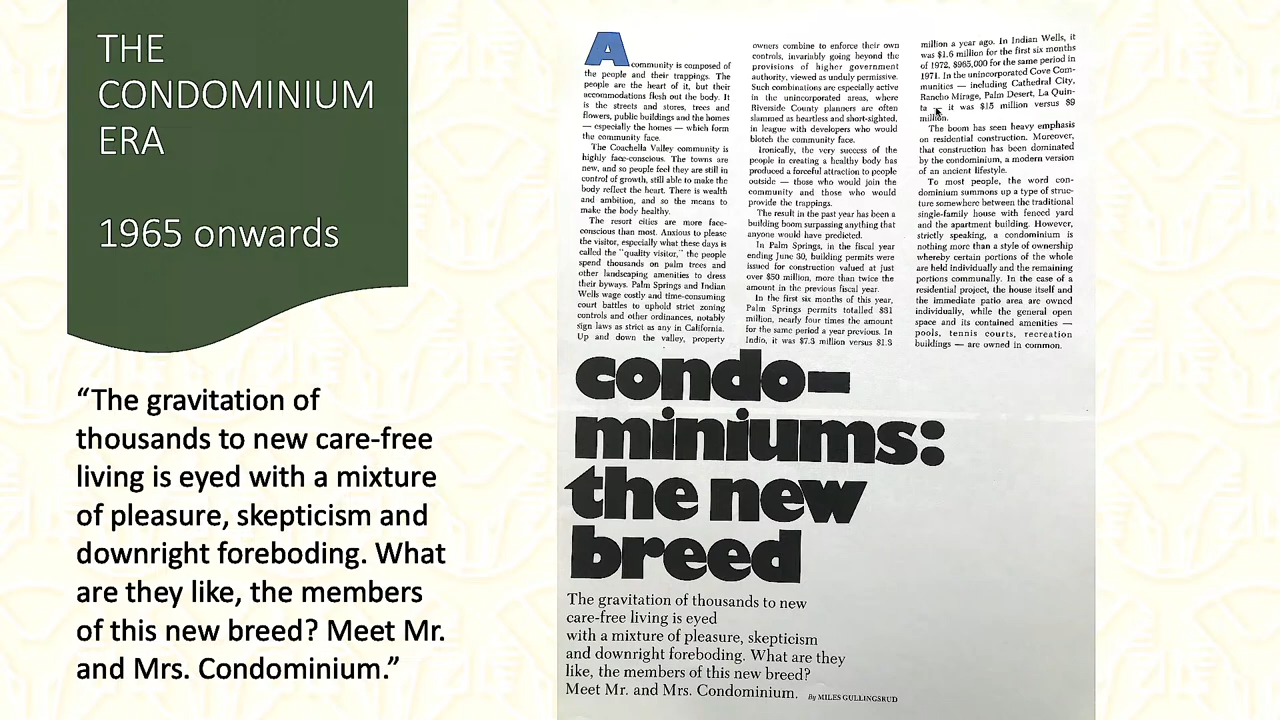 THE
CONDOMINIUM
ERA
1965 onwards
“The gravitation of
thousands to new care-free
living is eyed with a mixture
of pleasure, skepticism and
downright foreboding. What
are they like, the members
of this new breed? Meet Mr.
and Mrs. Condominium.”
A community is composed of
the people and their trappings. The
people are the heart of it, but their
accommodations flesh out the body. It
is the streets and stores, trees and
flowers, public buildings and the homes
— especially the homes — which form
the community face.
The Coachella Valley community is
highly face-conscious. The towns are
new, and so people feel they are still in
control of growth, still able to make the
body reflect the heart. There is wealth
and ambition, and so the means to
make the body healthy.
The resort cities are more face-
conscious than most. Anxious to please
the visitor, especially what these days is
called the "quality visitor," the people
spend thousands on palm trees and
other landscaping amenities to dress
their byways. Palm Springs and Indian
Wells wage costly and time-consuming
court battles to uphold strict zoning
controls and other ordinances, notably
sign laws as strict as any in California.
Up and down the valley, property
owners combine to enforce their own
controls, invariably going beyond the
provisions of higher government
authority, viewed as unduly permissive.
Such combinations are especially active
in the unincorporated areas, where
Riverside County planners are often
slammed as heartless and short-sighted,
in league with developers who would
blotch the community face.
Ironically, the very success of the
people in creating a healthy body has
produced a forceful attraction to people
outside — those who would join the
community and those who would
provide the trappings.
The result in the past year has been a
building boom surpassing anything that
anyone would have predicted.
In Palm Springs, in the fiscal year
ending June 30, building permits were
issued for construction valued at just
over $50 million, more than twice the
amount in the previous fiscal year.
In the first six months of this year,
Palm Springs permits totalled $31
million, nearly four times the amount
for the same period a year previous. In
Indio, it was $7.3 million versus $1.3
million a year ago. In Indian Wells, it
was $1.6 million for the first six months
of 1972, $965,000 for the same period in
1971. In the unincorporated Cove Com-
munities — including Cathedral City,
Rancho Mirage, Palm Desert, La Quin-
ta — it was $15 million versus $9
million.
The boom has seen heavy emphasis
on residential construction. Moreover,
that construction has been dominated
by the condominium, a modern version
of an ancient lifestyle.
To most people, the word con-
dominium summons up a type of struc-
ture somewhere between the traditional
single-family house with fenced yard
and the apartment building. However,
strictly speaking, a condominium is
nothing more than a style of ownership
whereby certain portions of the whole
are held individually and the remaining
portions communally. In the case of a
residential project, the house itself and
the immediate patio area are owned
individually, while the general open
space and its contained amenities —
pools, tennis courts, recreation
buildings — are owned in common.
condo–
miniums:
the new
breed
The gravitation of thousands to new
care-free living is eyed
with a mixture of pleasure, skepticism
and downright foreboding. What are they
like, the members of this new breed?
Meet Mr. and Mrs. Condominium. By MILES GULLINGSRUD